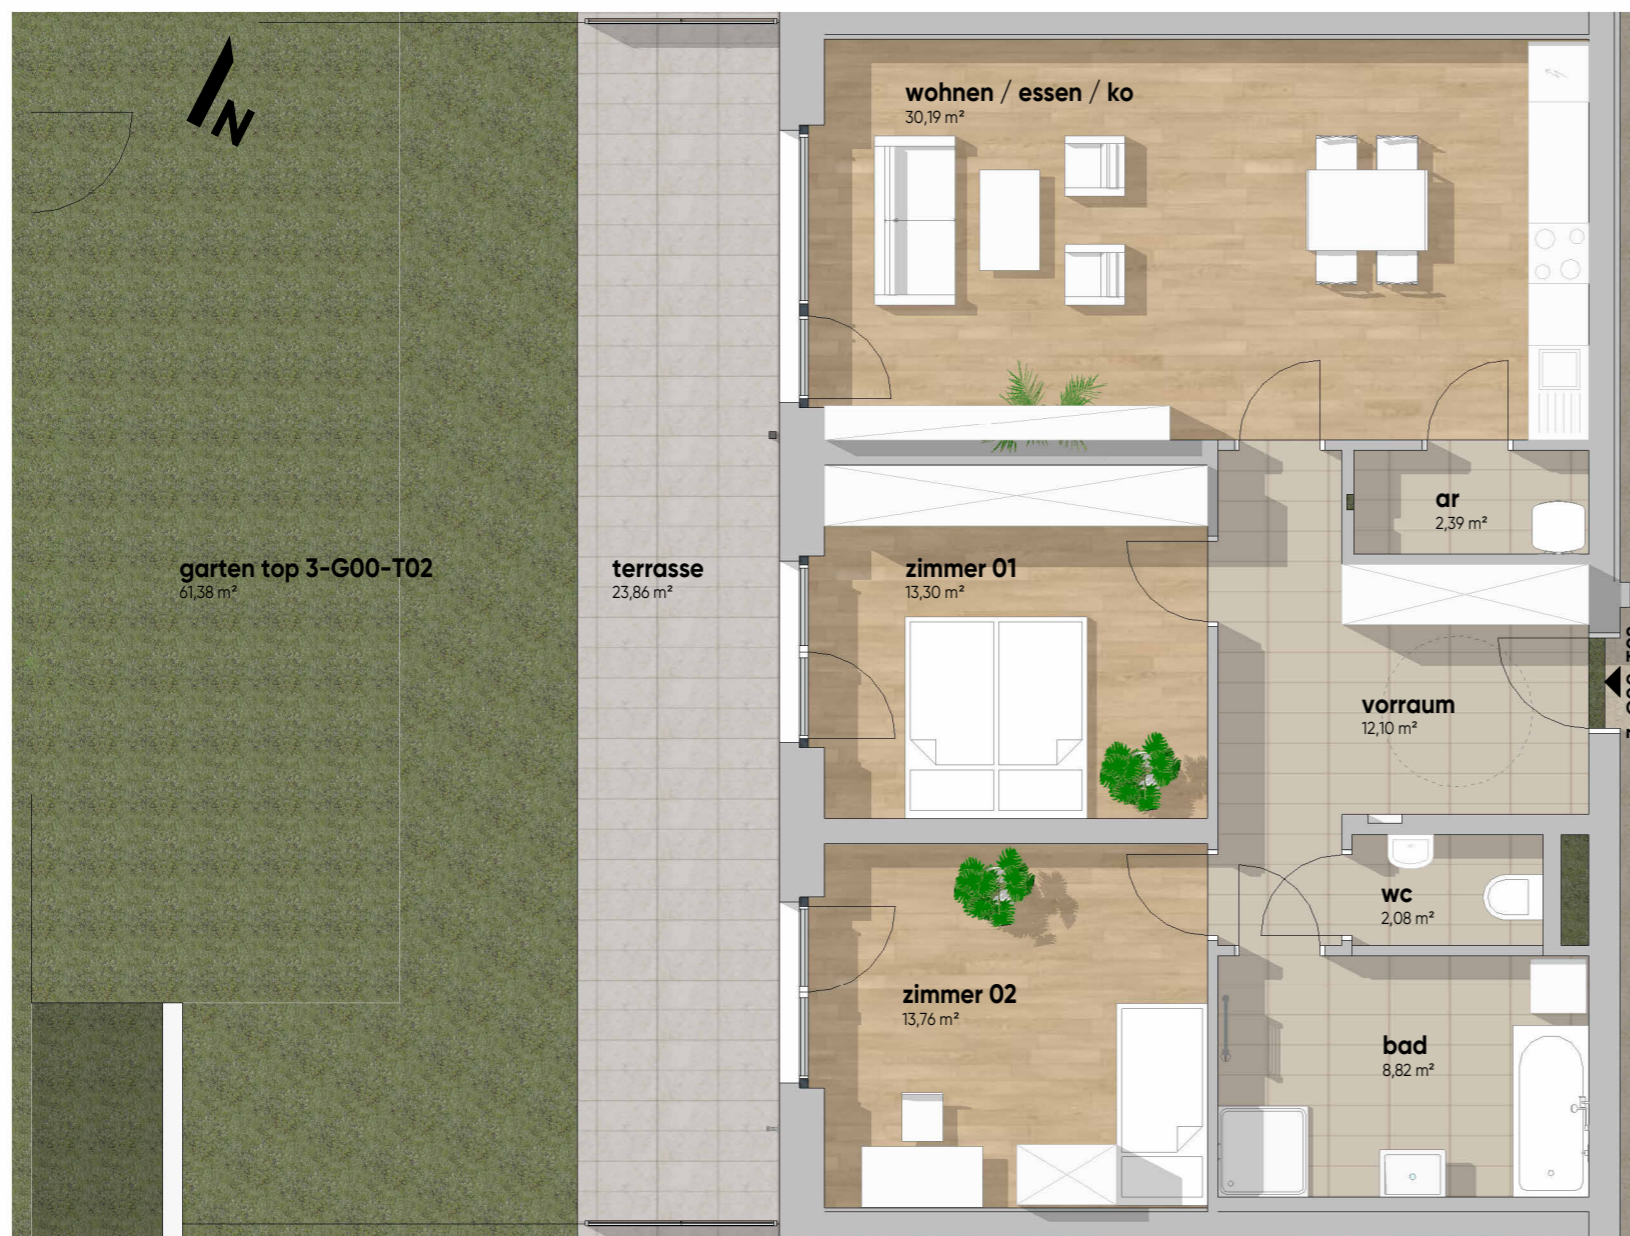 N
wohnen / essen / ko
30,19 m²
ar
2,39 m²
garten top 3-G00-T02
61,38 m²
terrasse
23,86 m²
zimmer 01
13,30 m²
vorraum
12,10 m²
wc
2,08 m²
zimmer 02
13,76 m²
bad
8,82 m²